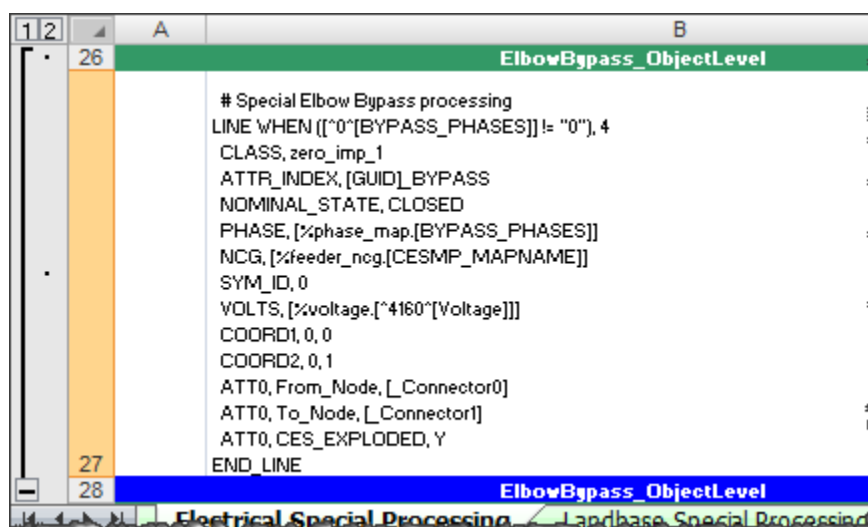 1 2 A B
26 ElbowBypass_ObjectLevel
# Special Elbow Bypass processing
LINE WHEN ([^0^[BYPASS_PHASES]] != "0"), 4
CLASS, zero_imp_1
ATTR_INDEX, [GUID]_BYPASS
NOMINAL_STATE, CLOSED
PHASE, [%phase_map.[BYPASS_PHASES]]
NCG, [%feeder_ncg.[CESMP_MAPNAME]]
SYM_ID, 0
VOLTS, [%voltage.[^4160^[Voltage]]]
COORD1, 0, 0
COORD2, 0, 1
ATT0, From_Node, [_Connector0]
ATT0, To_Node, [_Connector1]
ATT0, CES_EXPLODED, Y
27 END_LINE
28 ElbowBypass_ObjectLevel
Electrical Special Processing Landbase Special Processing